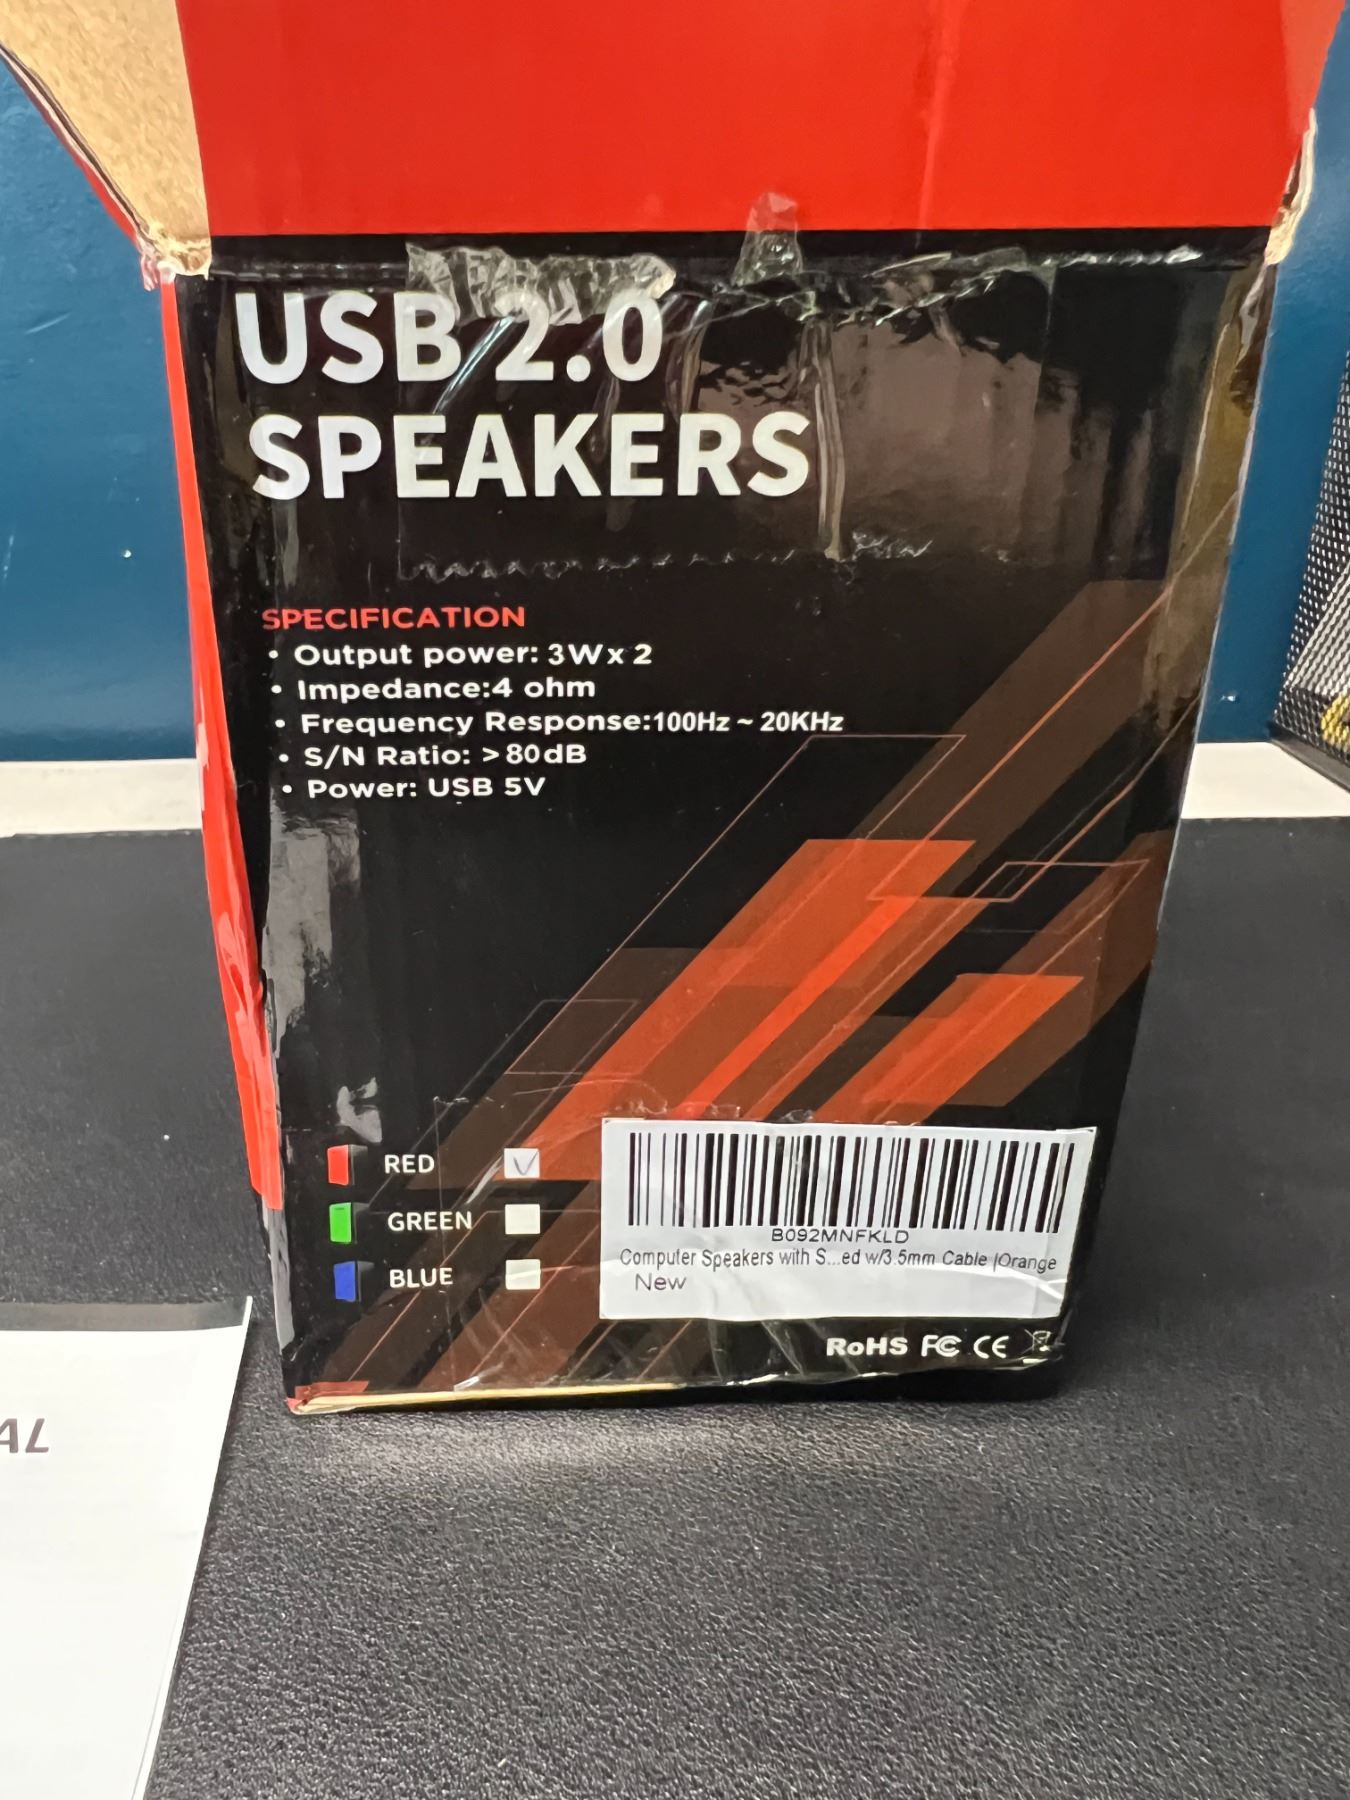 USB 2.0
SPEAKERS
SPECIFICATION
• Output power: 3W x 2
• Impedance:4 ohm
• Frequency Response:100Hz ~ 20KHz
• S/N Ratio: >80dB
• Power: USB 5V
RED
GREEN
BLUE
B092MNFKLD
Computer Speakers with S...ed w/3.5mm Cable |Orange
New
RoHS FC CE
AL